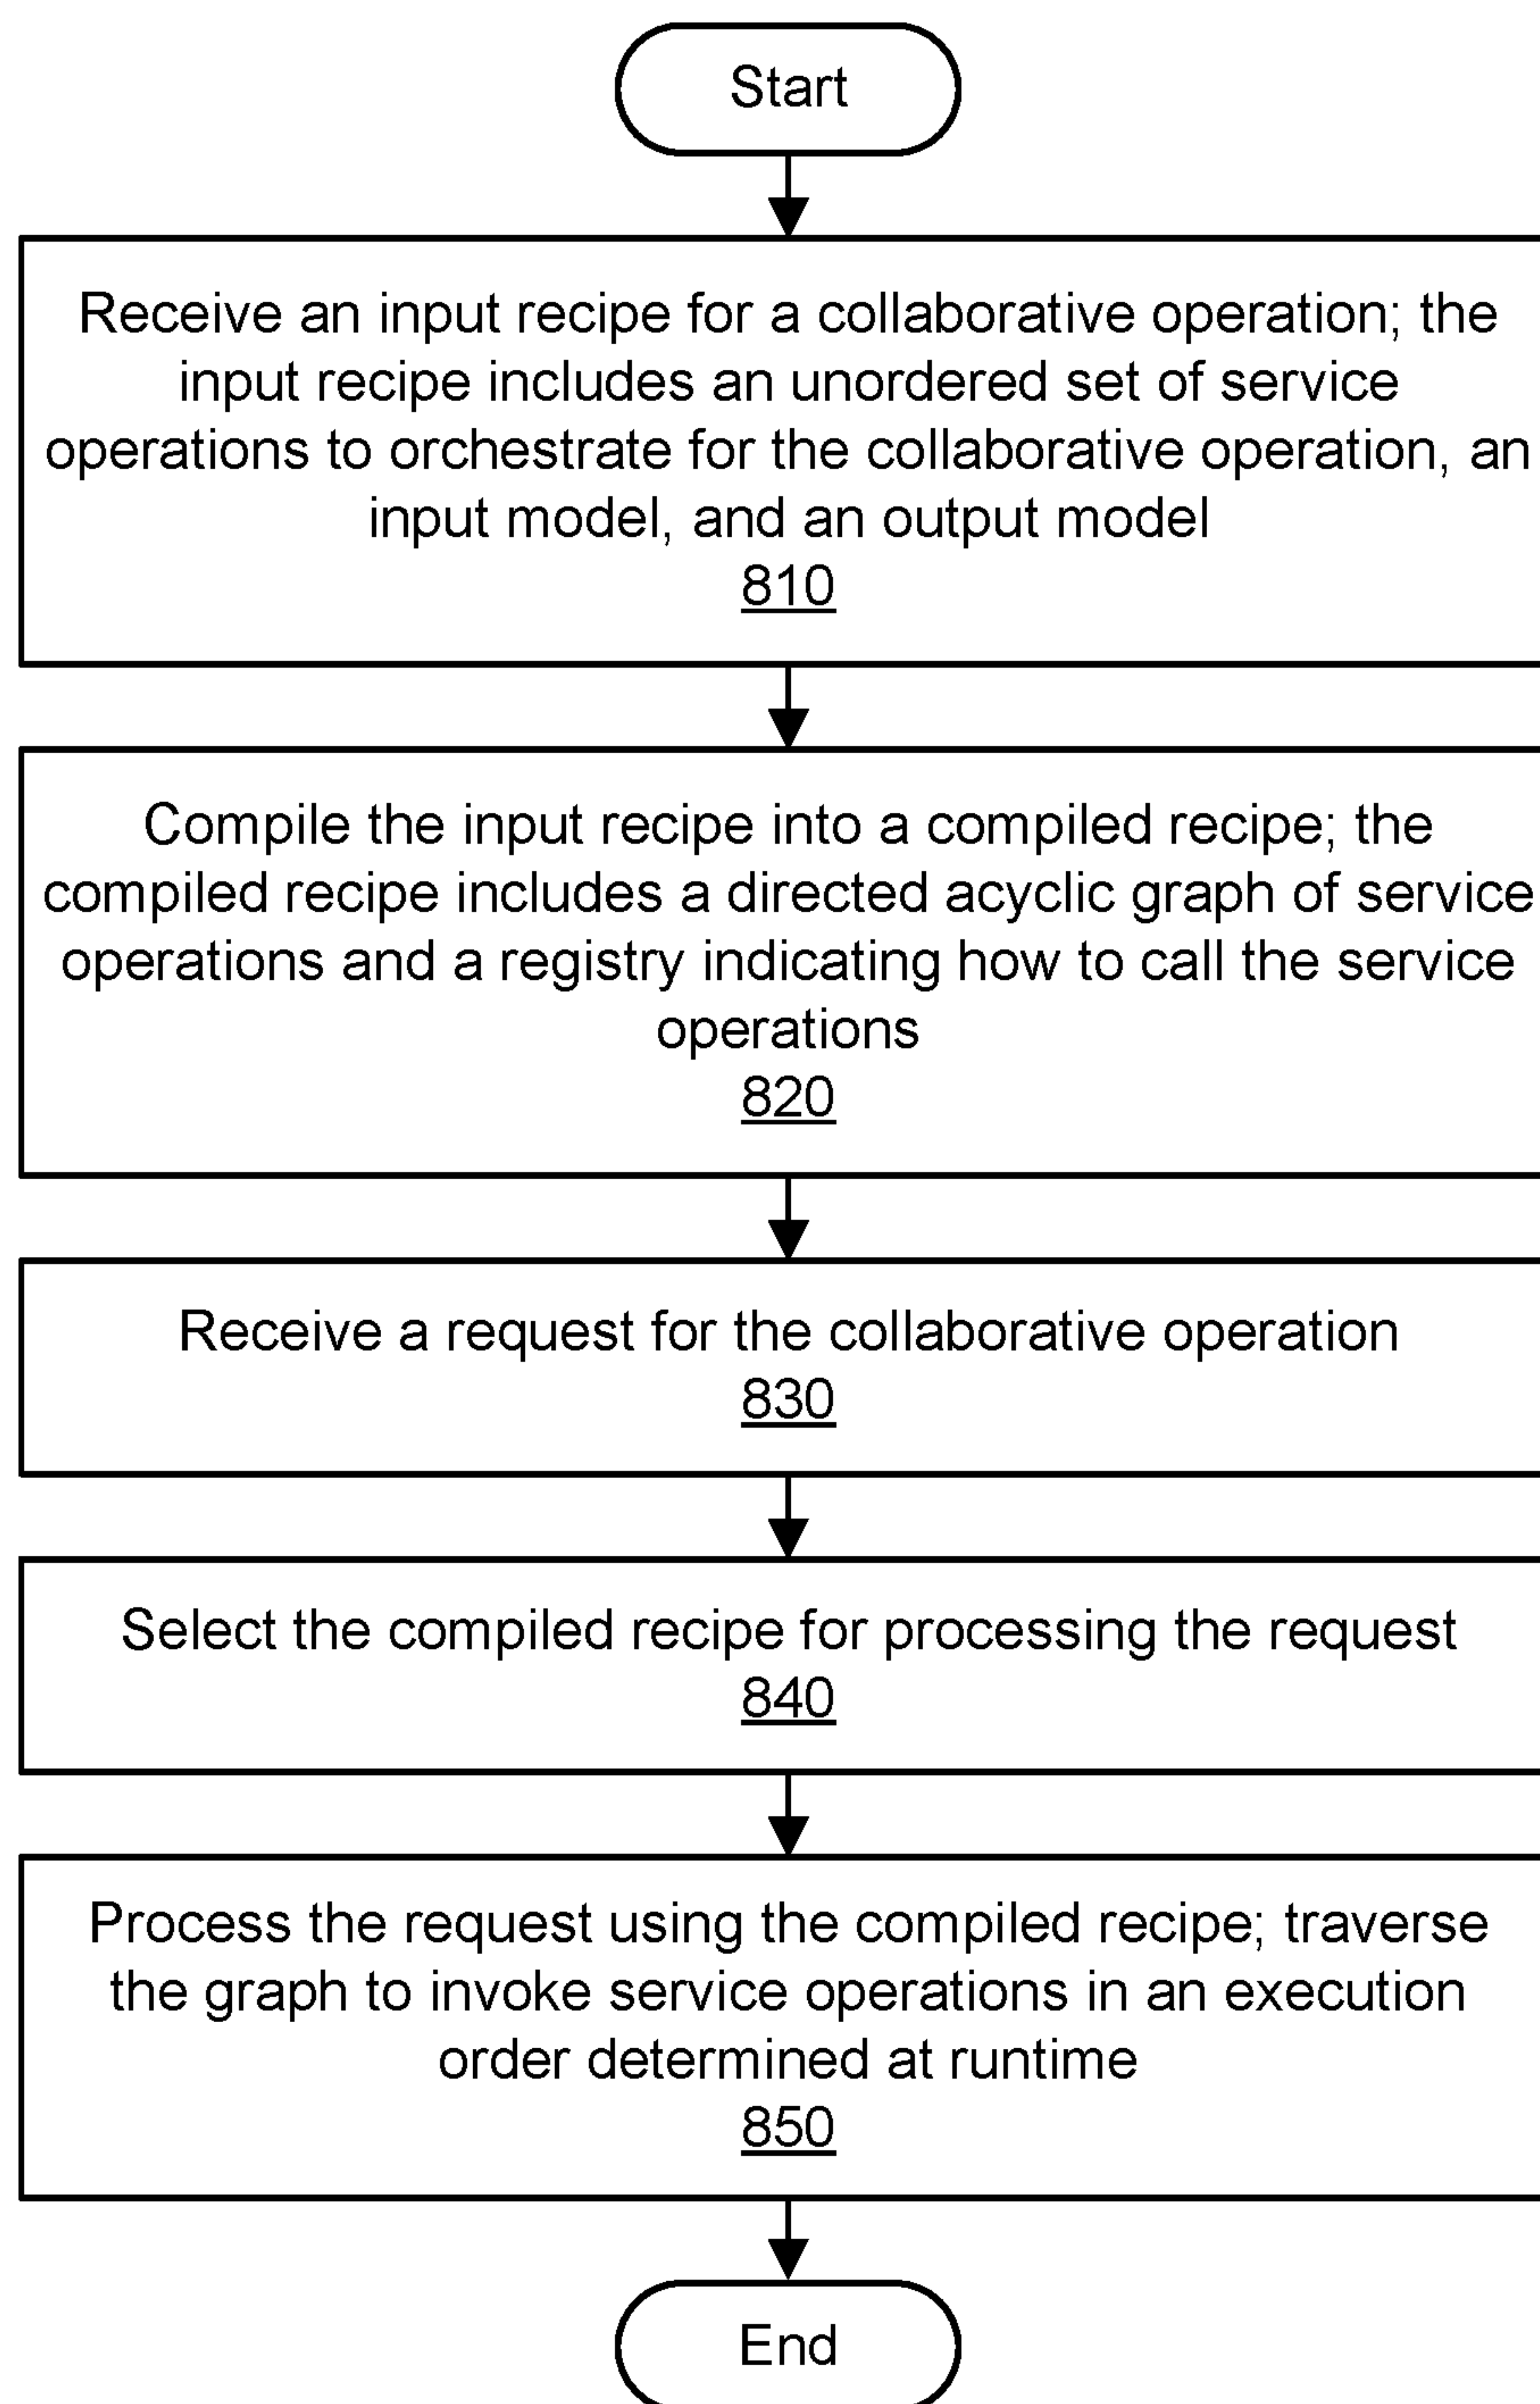 Start
Receive an input recipe for a collaborative operation; the
input recipe includes an unordered set of service
operations to orchestrate for the collaborative operation, an
input model, and an output model
810
Compile the input recipe into a compiled recipe; the
compiled recipe includes a directed acyclic graph of service
operations and a registry indicating how to call the service
operations
820
Receive a request for the collaborative operation
830
Select the compiled recipe for processing the request
840
Process the request using the compiled recipe; traverse
the graph to invoke service operations in an execution
order determined at runtime
850
End